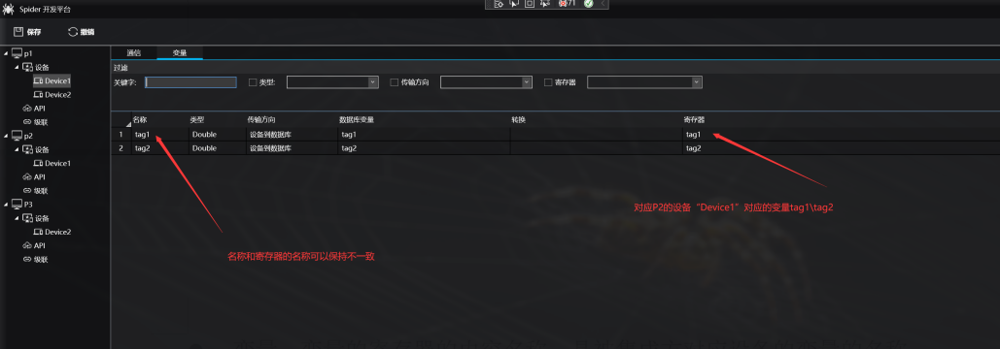 Spider 开发平台
71
保存 撤销
p1
设备
Device1
Device2
API
级联
p2
设备
Device1
API
级联
P3
设备
Device2
API
级联
通信 变量
过滤
关键字: 类型: 传输方向 寄存器
名称 类型 传输方向 数据库变量 转换 寄存器
1 tag1 Double 设备到数据库 tag1 tag1
2 tag2 Double 设备到数据库 tag2 tag2
对应P2的设备“Device1”对应的变量tag1\tag2
名称和寄存器的名称可以保持不一致